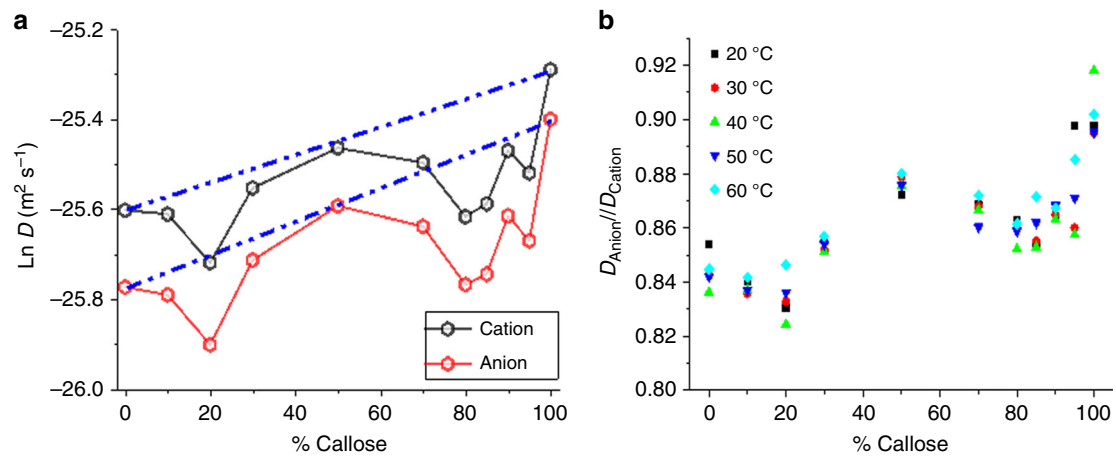 a
Ln D (m² s⁻¹)
–25.2
–25.4
–25.6
–25.8
–26.0
0
20
40
60
80
100
% Callose
Cation
Anion
b
D_Anion//D_Cation
0.92
0.90
0.88
0.86
0.84
0.82
0.80
0
20
40
60
80
100
% Callose
20 °C
30 °C
40 °C
50 °C
60 °C